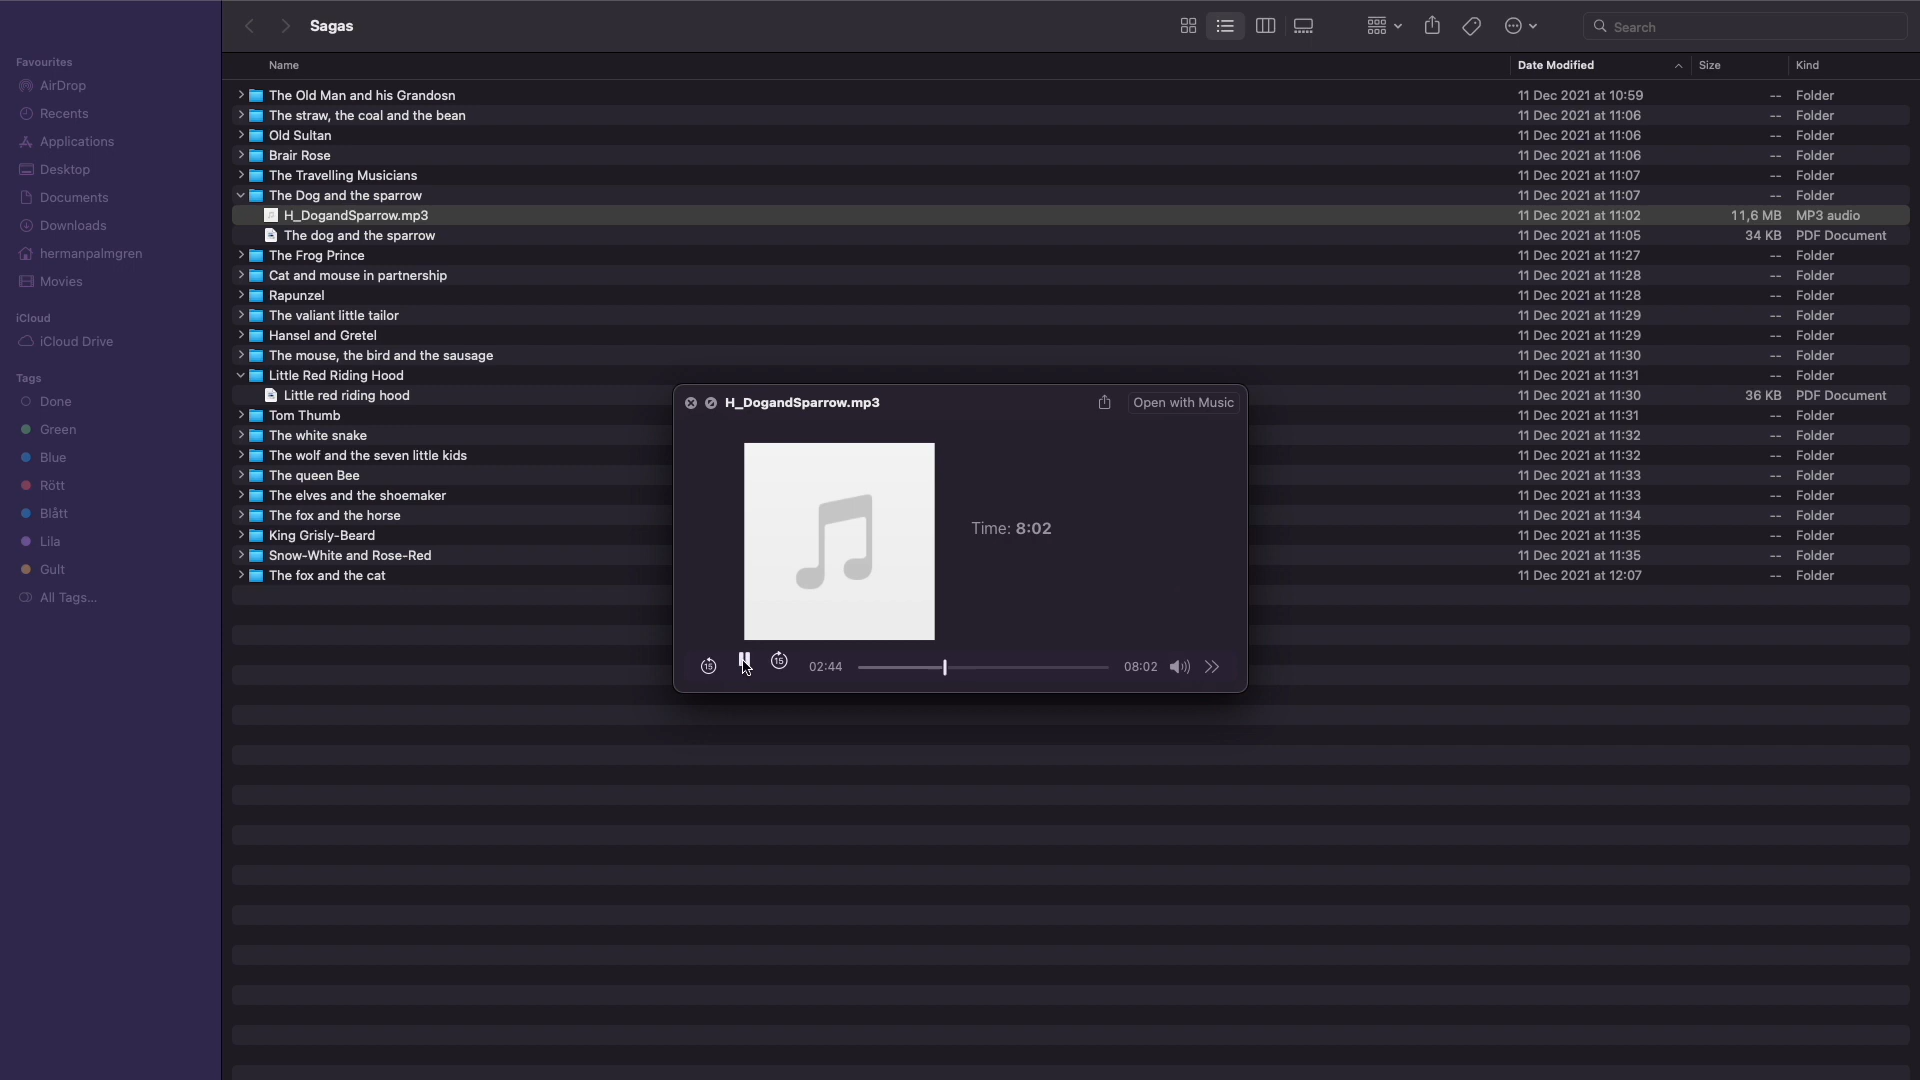 Sagas
Search
Favourites
AirDrop
Recents
Applications
Desktop
Documents
Downloads
hermanpalmgren
Movies
iCloud
iCloud Drive
Tags
Done
Green
Blue
Rött
Blått
Lila
Gult
All Tags...
Name Date Modified Size Kind
The Old Man and his Grandosn 11 Dec 2021 at 10:59 -- Folder
The straw, the coal and the bean 11 Dec 2021 at 11:06 -- Folder
Old Sultan 11 Dec 2021 at 11:06 -- Folder
Brair Rose 11 Dec 2021 at 11:06 -- Folder
The Travelling Musicians 11 Dec 2021 at 11:07 -- Folder
The Dog and the sparrow 11 Dec 2021 at 11:07 -- Folder
H_DogandSparrow.mp3 11 Dec 2021 at 11:02 11,6 MB MP3 audio
The dog and the sparrow 11 Dec 2021 at 11:05 34 KB PDF Document
The Frog Prince 11 Dec 2021 at 11:27 -- Folder
Cat and mouse in partnership 11 Dec 2021 at 11:28 -- Folder
Rapunzel 11 Dec 2021 at 11:28 -- Folder
The valiant little tailor 11 Dec 2021 at 11:29 -- Folder
Hansel and Gretel 11 Dec 2021 at 11:29 -- Folder
The mouse, the bird and the sausage 11 Dec 2021 at 11:30 -- Folder
Little Red Riding Hood 11 Dec 2021 at 11:31 -- Folder
Little red riding hood 11 Dec 2021 at 11:30 36 KB PDF Document
Tom Thumb 11 Dec 2021 at 11:31 -- Folder
The white snake 11 Dec 2021 at 11:32 -- Folder
The wolf and the seven little kids 11 Dec 2021 at 11:32 -- Folder
The queen Bee 11 Dec 2021 at 11:33 -- Folder
The elves and the shoemaker 11 Dec 2021 at 11:33 -- Folder
The fox and the horse 11 Dec 2021 at 11:34 -- Folder
King Grisly-Beard 11 Dec 2021 at 11:35 -- Folder
Snow-White and Rose-Red 11 Dec 2021 at 11:35 -- Folder
The fox and the cat 11 Dec 2021 at 12:07 -- Folder
H_DogandSparrow.mp3 Open with Music
Time: 8:02
15 15 02:44 08:02